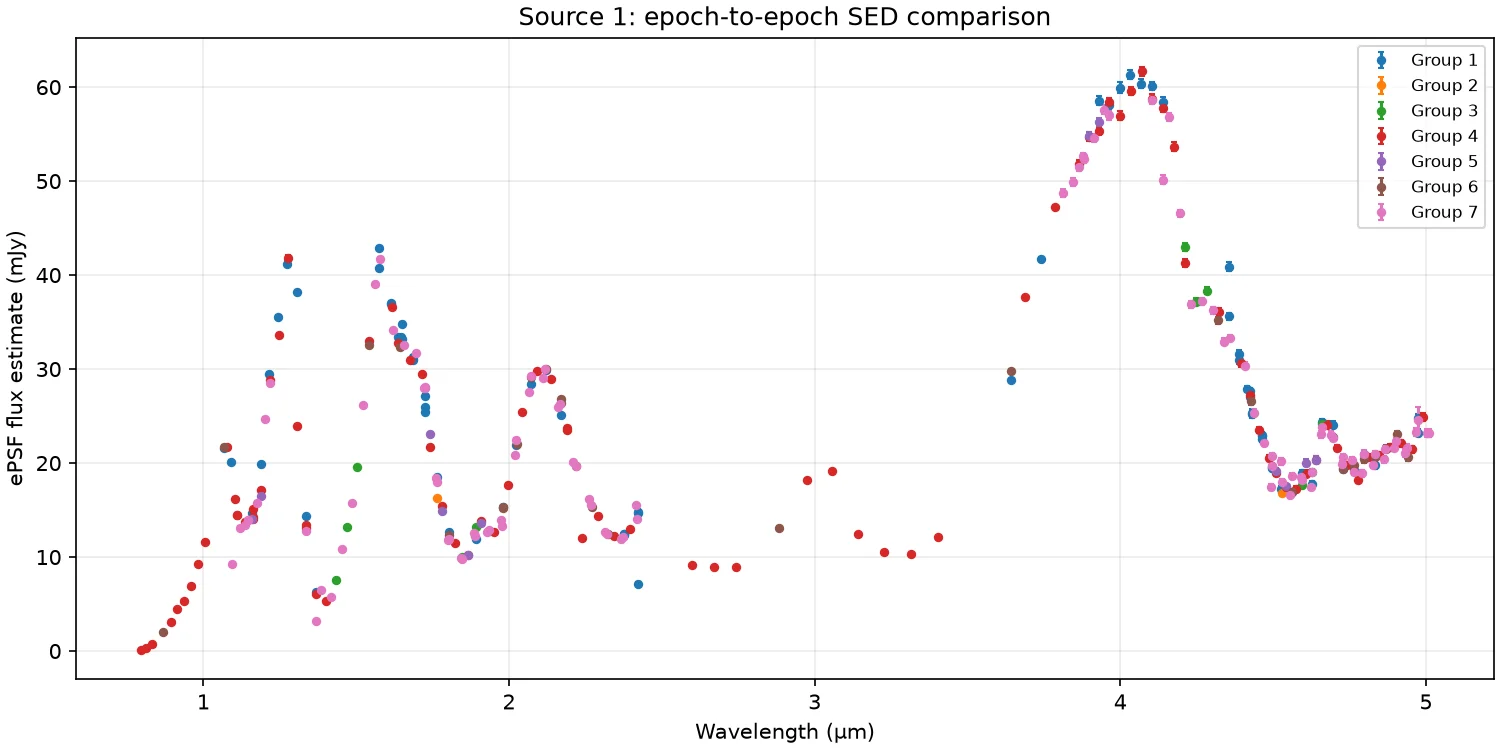 Source 1: epoch-to-epoch SED comparison
ePSF flux estimate (mJy)
60
50
40
30
20
10
0
1
2
3
4
5
Wavelength (μm)
Group 1
Group 2
Group 3
Group 4
Group 5
Group 6
Group 7